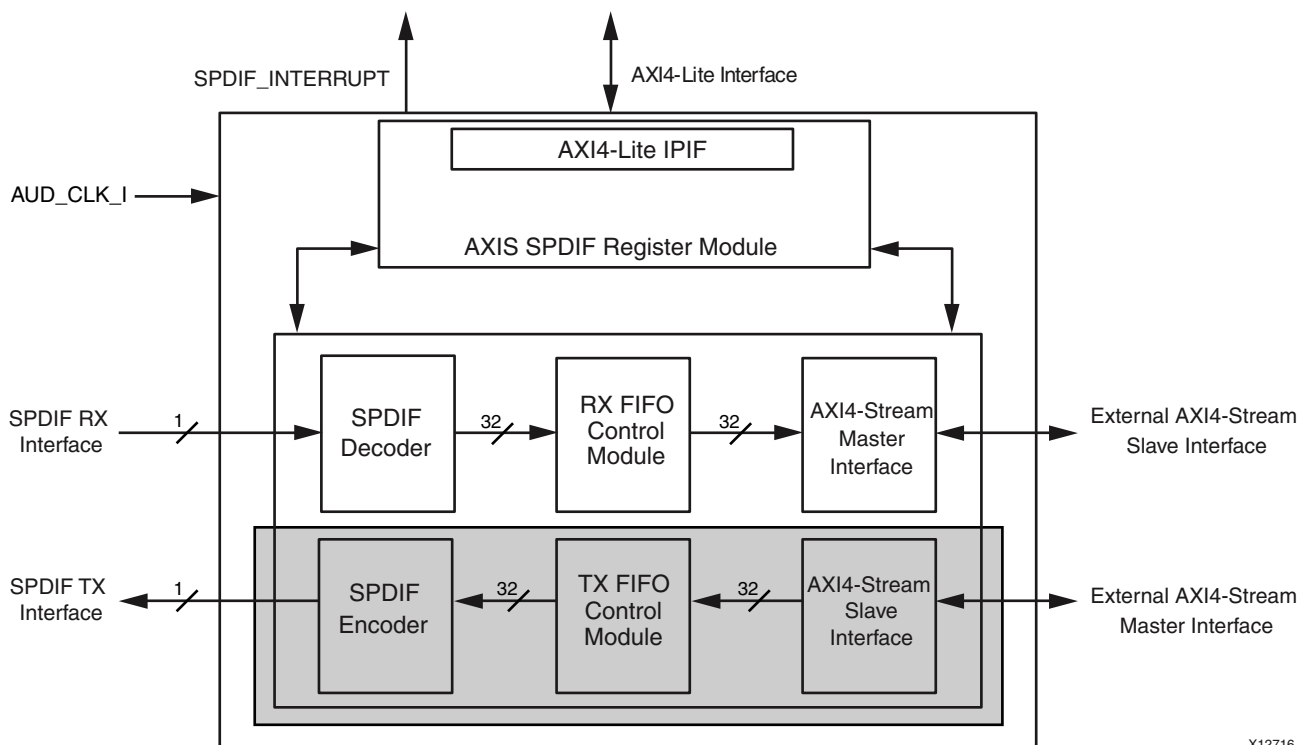 SPDIF_INTERRUPT
AXI4-Lite Interface
AXI4-Lite IPIF
AUD_CLK_I
AXIS SPDIF Register Module
SPDIF RX
Interface
1
SPDIF
Decoder
32
RX FIFO
Control
Module
32
AXI4-Stream
Master
Interface
External AXI4-Stream
Slave Interface
SPDIF TX
Interface
1
SPDIF
Encoder
32
TX FIFO
Control
Module
32
AXI4-Stream
Slave
Interface
External AXI4-Stream
Master Interface
X12716